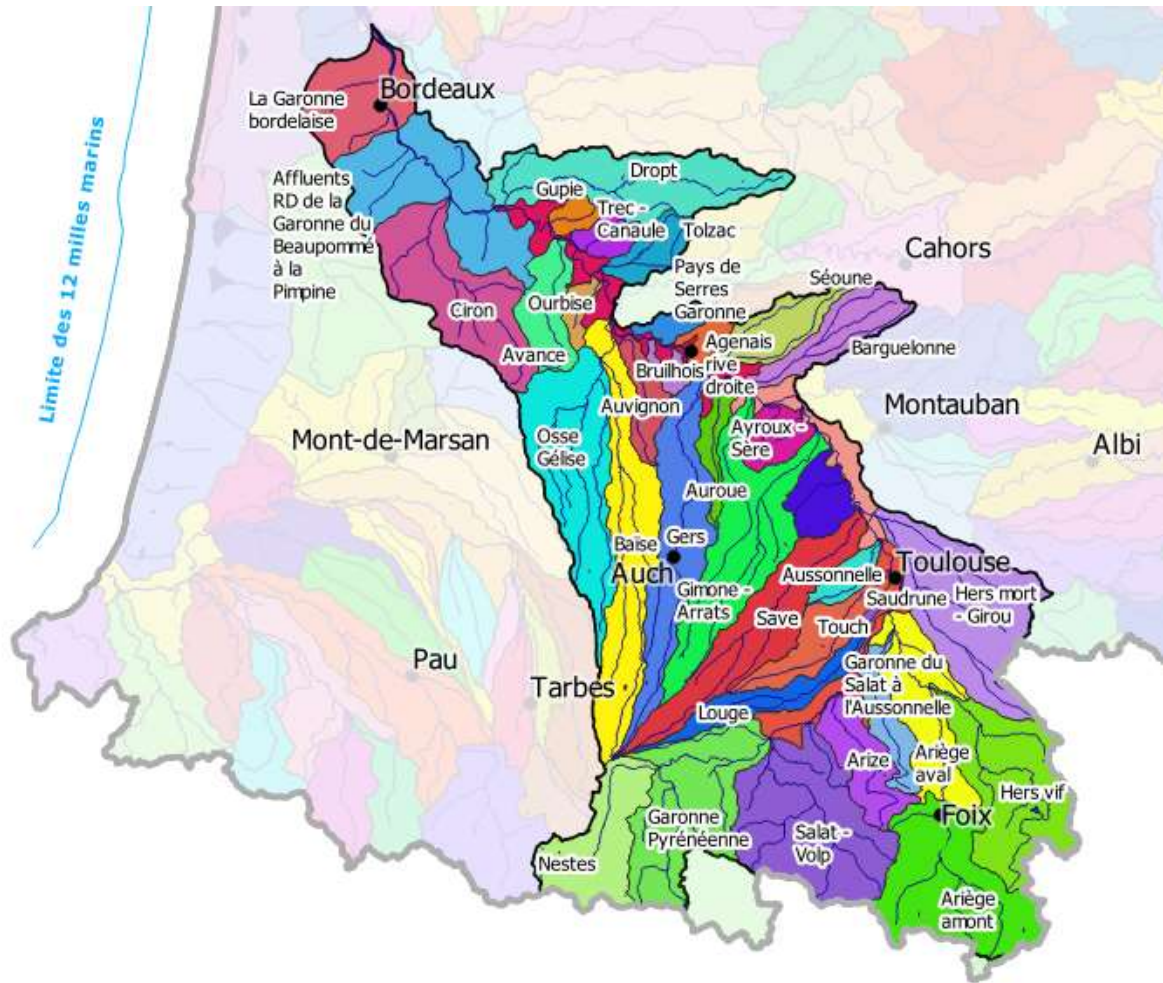 Limite des 12 milles marins
La Garonne
bordelaise
Bordeaux
Affluents
RD de la
Garonne du
Beaupommé
à la
Pimpine
Dropt
Gupie
Trec -
Canaule
Tolzac
Cahors
Pays de
Serres
Garonne
Séoune
Ciron
Ourbise
Avance
Agenais
rive
droite
Bruilhois
Barguelonne
Auvignon
Montauban
Mont-de-Marsan
Osse
Gélise
Ayroux -
Sère
Albi
Auroue
Baïse
Gers
Auch
Aussonnelle
Toulouse
Gimone -
Arrats
Saudrune
Hers mort
- Girou
Save
Touch
Pau
Tarbes
Garonne du
Salat à
l'Aussonnelle
Louge
Arize
Ariège
aval
Hers vif
Foix
Garonne
Pyrénéenne
Salat -
Volp
Nestes
Ariège
amont